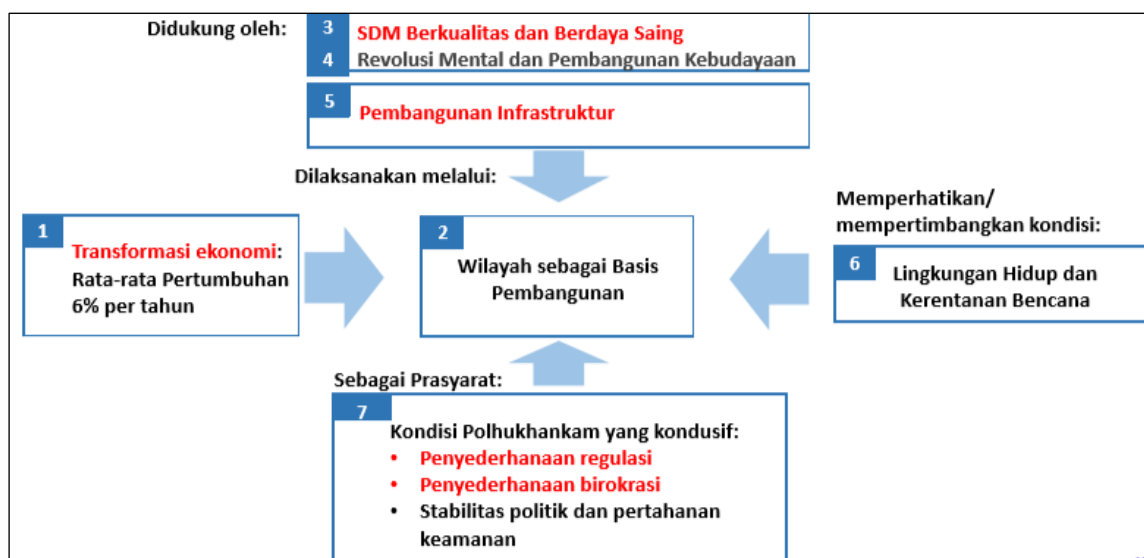 Didukung oleh:
3
SDM Berkualitas dan Berdaya Saing
4
Revolusi Mental dan Pembangunan Kebudayaan
5
Pembangunan Infrastruktur
Dilaksanakan melalui:
Memperhatikan/
mempertimbangkan kondisi:
1
Transformasi ekonomi:
Rata-rata Pertumbuhan
6% per tahun
2
Wilayah sebagai Basis
Pembangunan
6
Lingkungan Hidup dan
Kerentanan Bencana
Sebagai Prasyarat:
7
Kondisi Polhukhankam yang kondusif:
• Penyederhanaan regulasi
• Penyederhanaan birokrasi
• Stabilitas politik dan pertahanan
keamanan